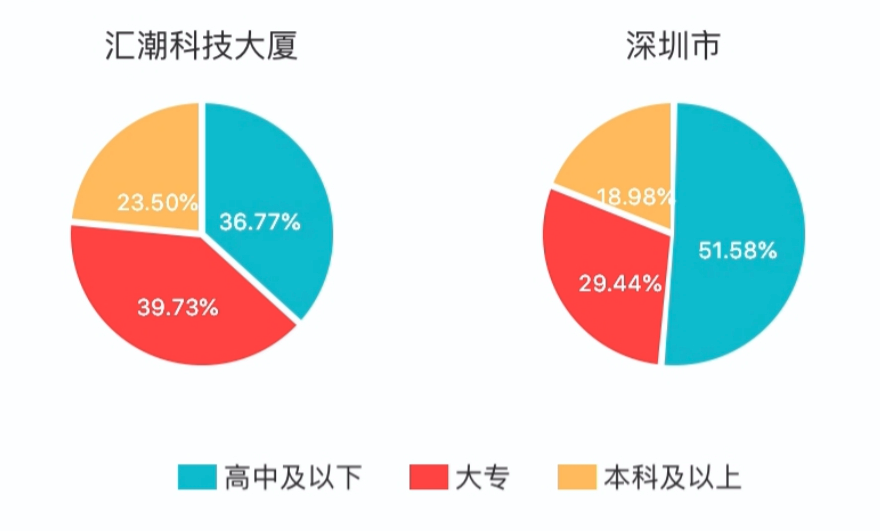 汇潮科技大厦
深圳市
23.50%
36.77%
39.73%
18.98%
51.58%
29.44%
高中及以下
大专
本科及以上